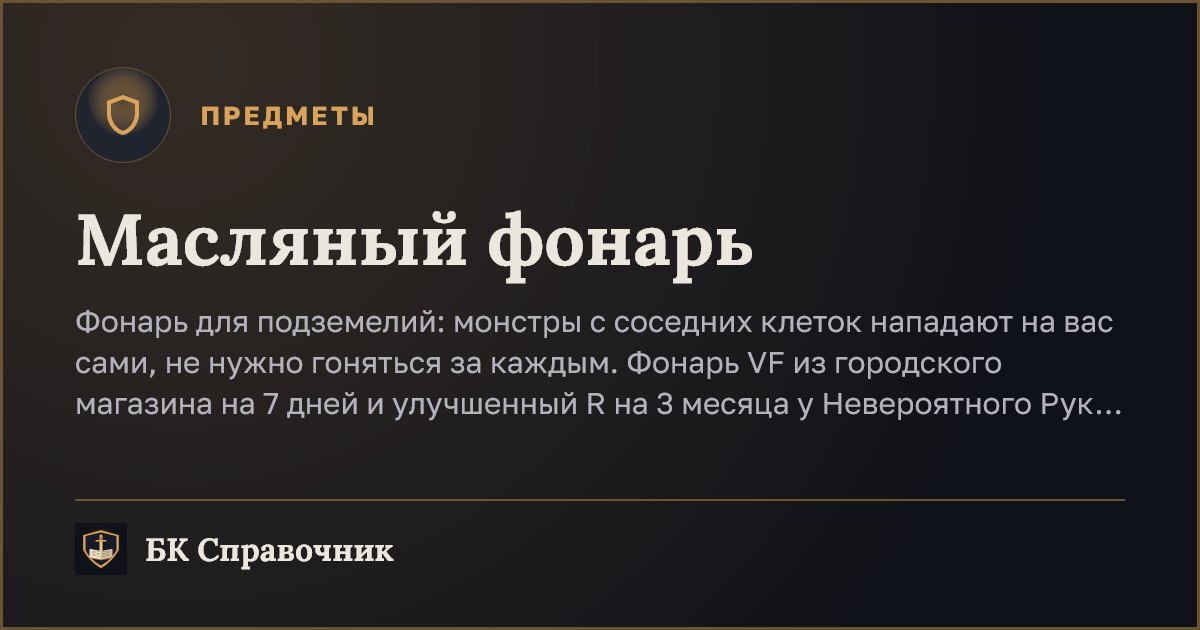 ПРЕДМЕТЫ
Масляный фонарь
Фонарь для подземелий: монстры с соседних клеток нападают на вас
сами, не нужно гоняться за каждым. Фонарь VF из городского
магазина на 7 дней и улучшенный R на 3 месяца у Невероятного Рук…
БК Справочник